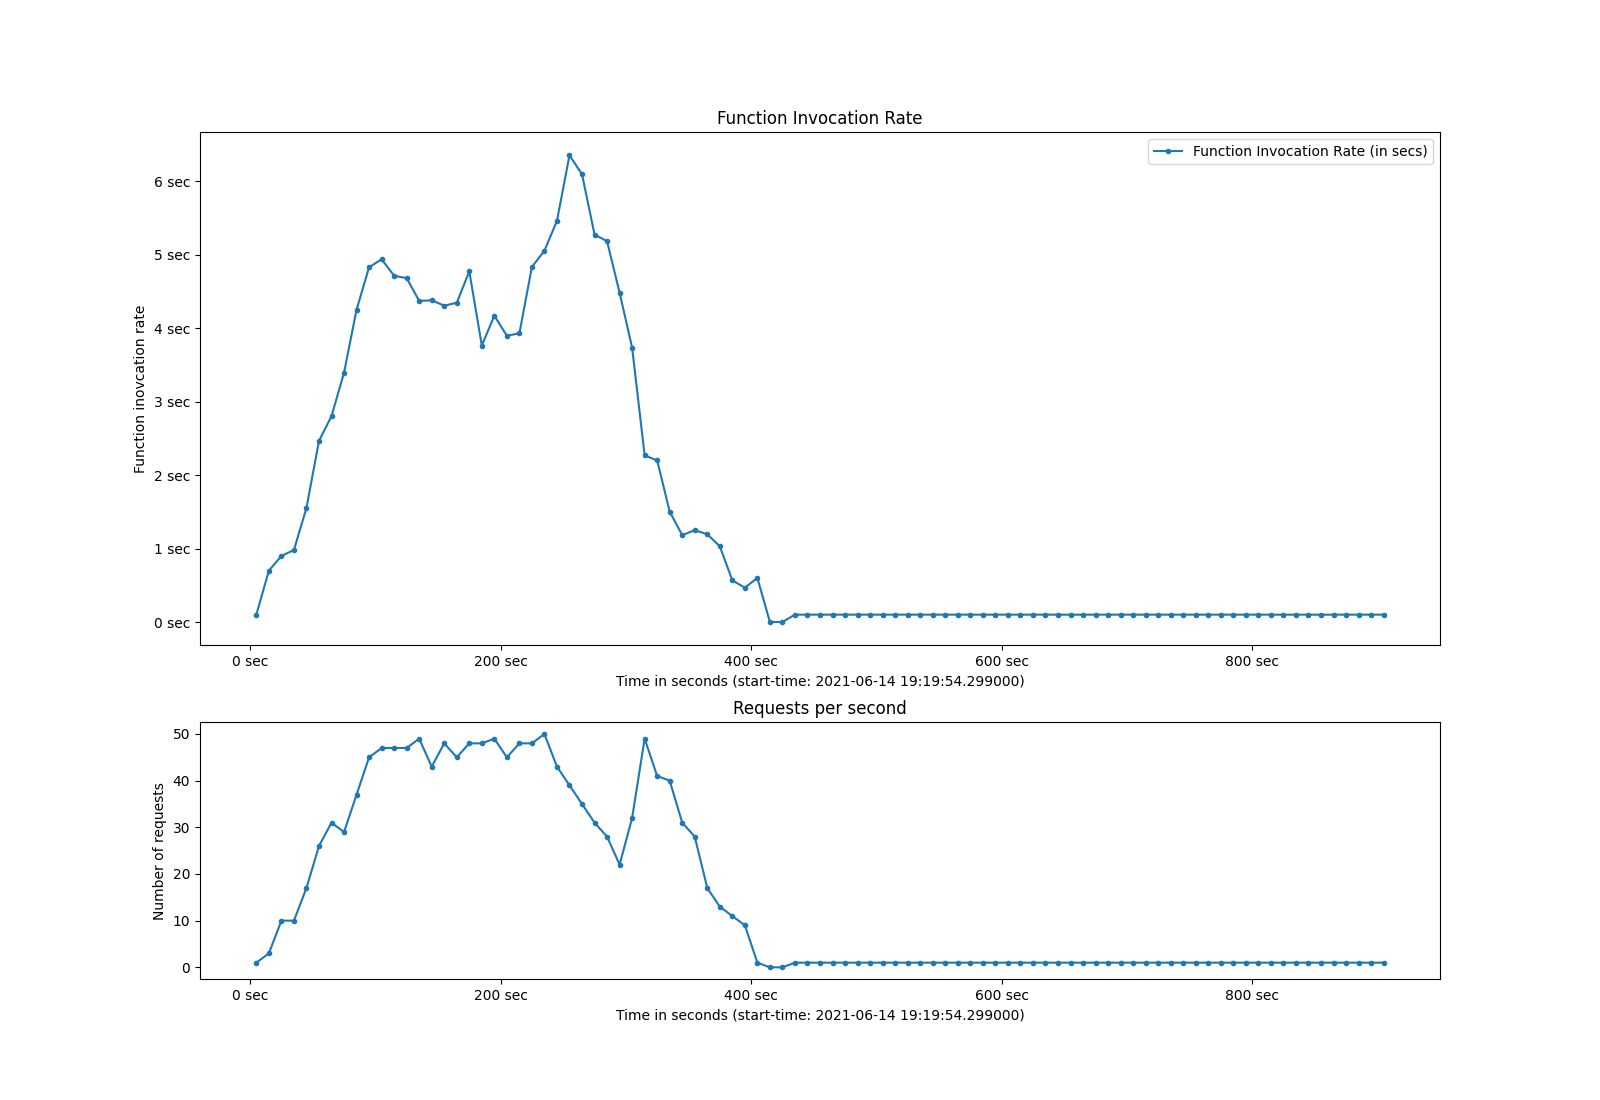 Function Invocation Rate
Function Invocation Rate (in secs)
6 sec
5 sec
4 sec
3 sec
2 sec
1 sec
0 sec
Function inovcation rate
0 sec 200 sec 400 sec 600 sec 800 sec
Time in seconds (start-time: 2021-06-14 19:19:54.299000)
Requests per second
50
40
30
20
10
0
Number of requests
0 sec 200 sec 400 sec 600 sec 800 sec
Time in seconds (start-time: 2021-06-14 19:19:54.299000)